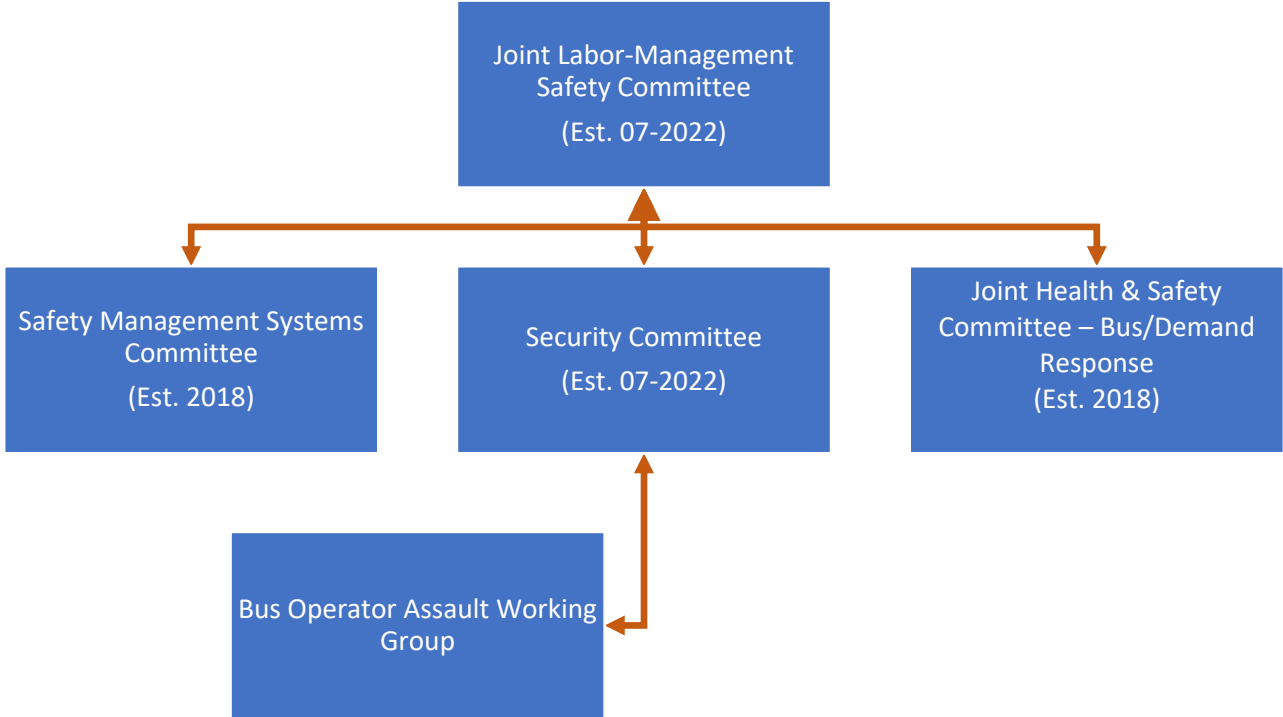 Joint Labor-Management
Safety Committee
(Est. 07-2022)
Safety Management Systems
Committee
(Est. 2018)
Security Committee
(Est. 07-2022)
Joint Health & Safety
Committee – Bus/Demand
Response
(Est. 2018)
Bus Operator Assault Working
Group